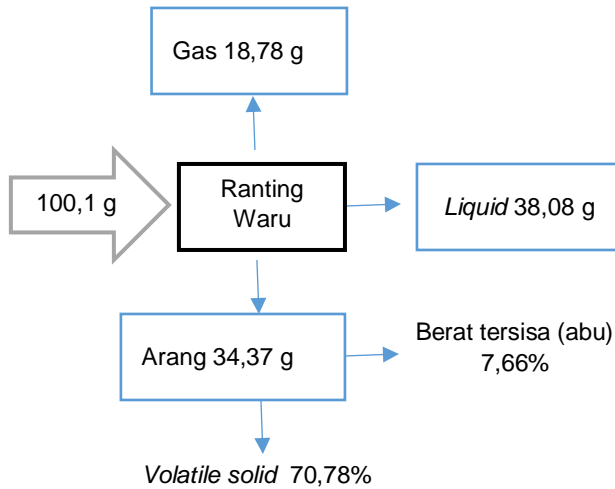 Gas 18,78 g
100,1 g
Ranting
Waru
Liquid 38,08 g
Arang 34,37 g
Berat tersisa (abu)
7,66%
Volatile solid 70,78%